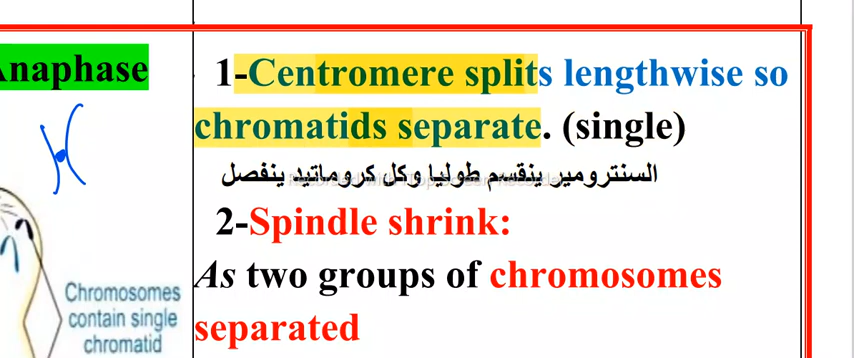 Anaphase
1-Centromere splits lengthwise so
chromatids separate. (single)
السنترومير ينقسم طوليا وكل كروماتيد ينفصل
2-Spindle shrink:
As two groups of chromosomes
separated
Chromosomes
contain single
chromatid